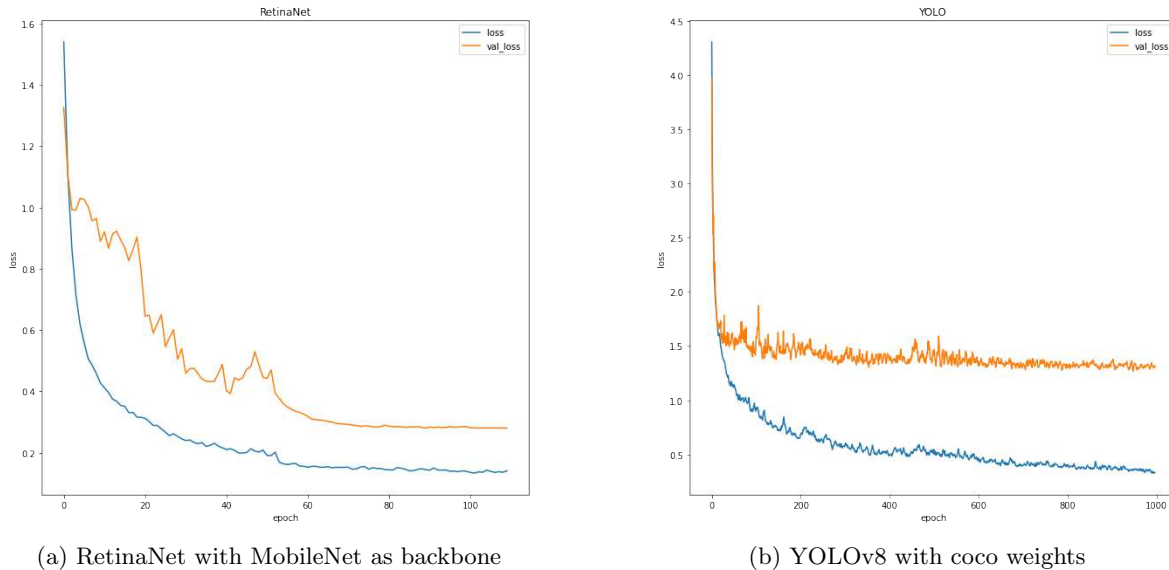 RetinaNet
loss
val_loss
1.6
1.4
1.2
1.0
0.8
0.6
0.4
0.2
loss
0
20
40
60
80
100
epoch
(a) RetinaNet with MobileNet as backbone
YOLO
loss
val_loss
4.5
4.0
3.5
3.0
2.5
2.0
1.5
1.0
0.5
loss
0
200
400
600
800
1000
epoch
(b) YOLOv8 with coco weights